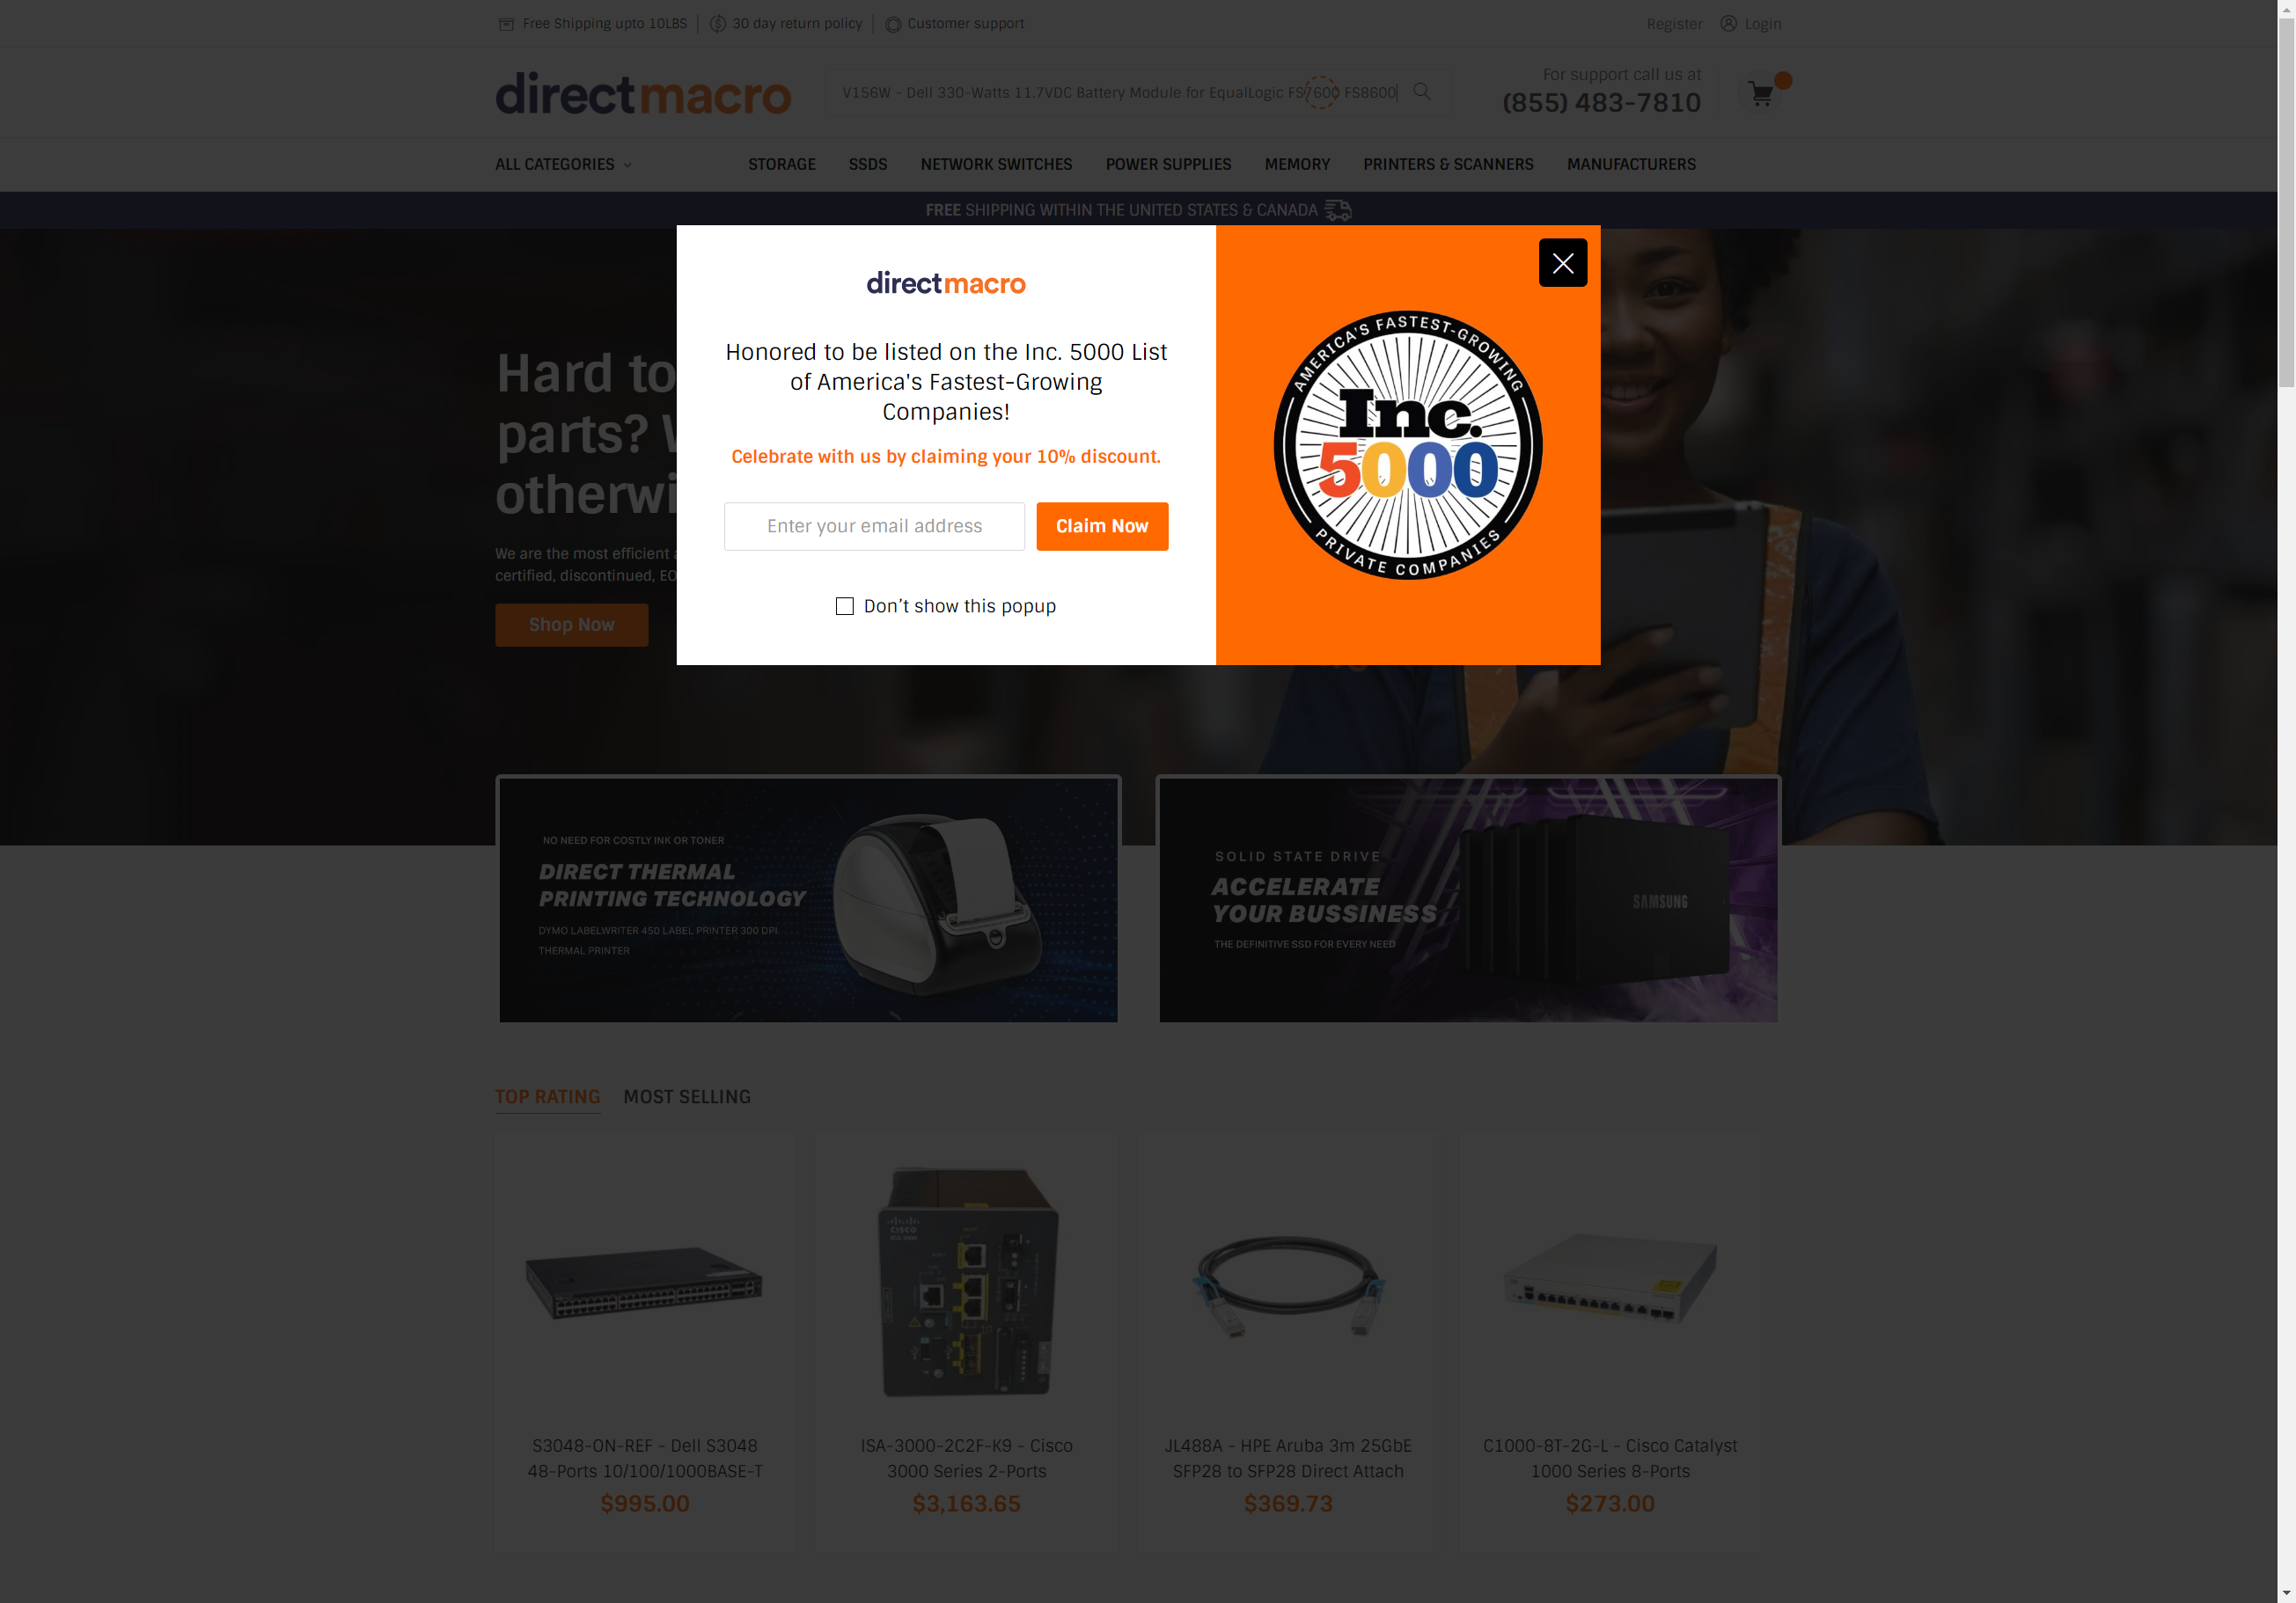 Free Shipping upto 10LBS
30 day return policy
Customer support
Register
Login
directmacro
V156W - Dell 330-Watts 11.7VDC Battery Module for EqualLogic FS7600 FS8600
For support call us at
(855) 483-7810
ALL CATEGORIES
STORAGE
SSDS
NETWORK SWITCHES
POWER SUPPLIES
MEMORY
PRINTERS & SCANNERS
MANUFACTURERS
FREE SHIPPING WITHIN THE UNITED STATES & CANADA
directmacro
Honored to be listed on the Inc. 5000 List
of America's Fastest-Growing
Companies!
Celebrate with us by claiming your 10% discount.
Enter your email address
Claim Now
Don't show this popup
AMERICA'S FASTEST-GROWING
Inc.
5000
PRIVATE COMPANIES
Hard to
parts?
otherwi
We are the most efficient
certified, discontinued, EO
Shop Now
NO NEED FOR COSTLY INK OR TONER
DIRECT THERMAL
PRINTING TECHNOLOGY
DYMO LABELWRITER 450 LABEL PRINTER 300 DPI
THERMAL PRINTER
SOLID STATE DRIVE
ACCELERATE
YOUR BUSSINESS
THE DEFINITIVE SSD FOR EVERY NEED
SAMSUNG
TOP RATING
MOST SELLING
CISCO
S3048-ON-REF - Dell S3048
48-Ports 10/100/1000BASE-T
$995.00
ISA-3000-2C2F-K9 - Cisco
3000 Series 2-Ports
$3,163.65
JL488A - HPE Aruba 3m 25GbE
SFP28 to SFP28 Direct Attach
$369.73
C1000-8T-2G-L - Cisco Catalyst
1000 Series 8-Ports
$273.00